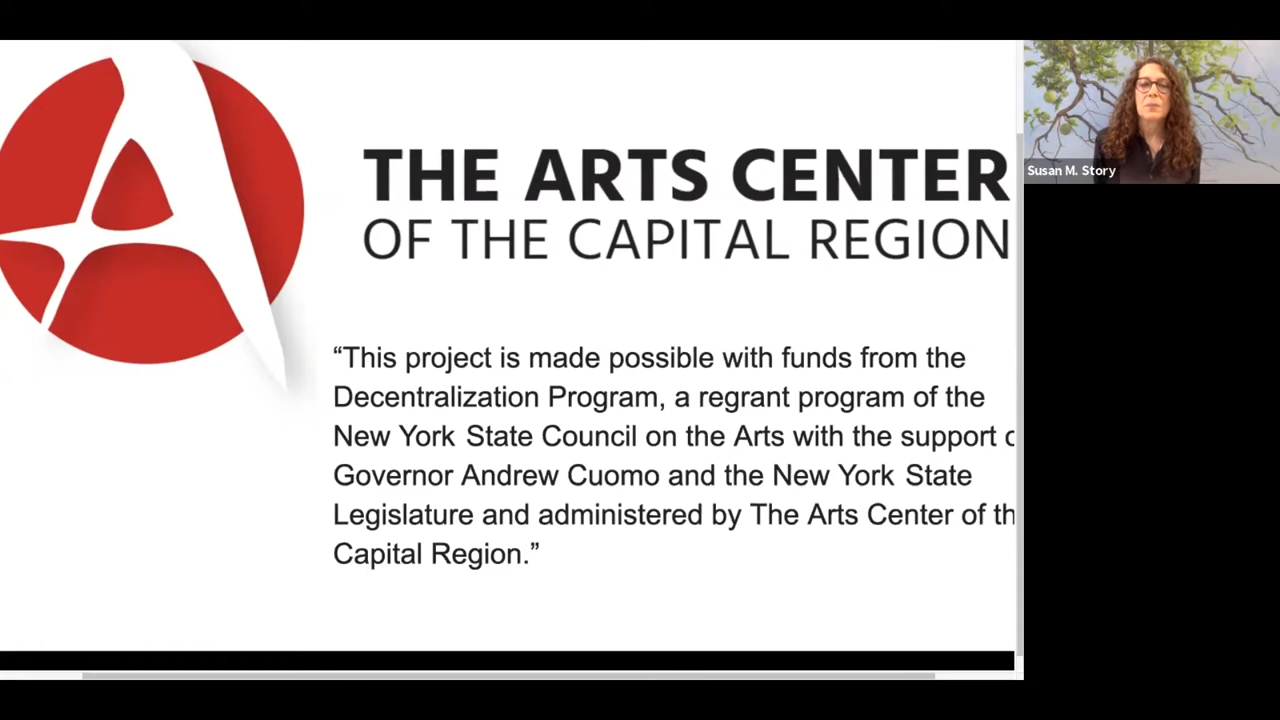 THE ARTS CENTER
OF THE CAPITAL REGION
“This project is made possible with funds from the
Decentralization Program, a regrant program of the
New York State Council on the Arts with the support
Governor Andrew Cuomo and the New York State
Legislature and administered by The Arts Center of th
Capital Region.”
Susan M. Story